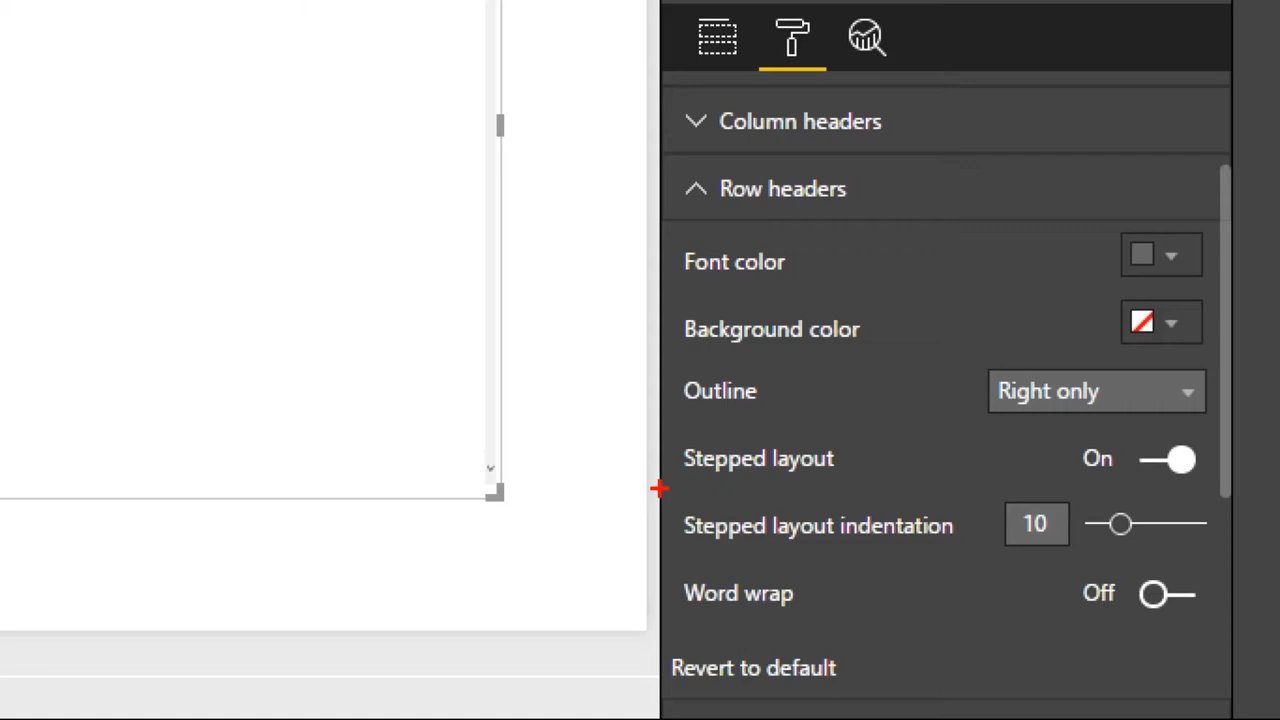 Column headers
Row headers
Font color
Background color
Outline Right only
Stepped layout On
Stepped layout indentation 10
Word wrap Off
Revert to default